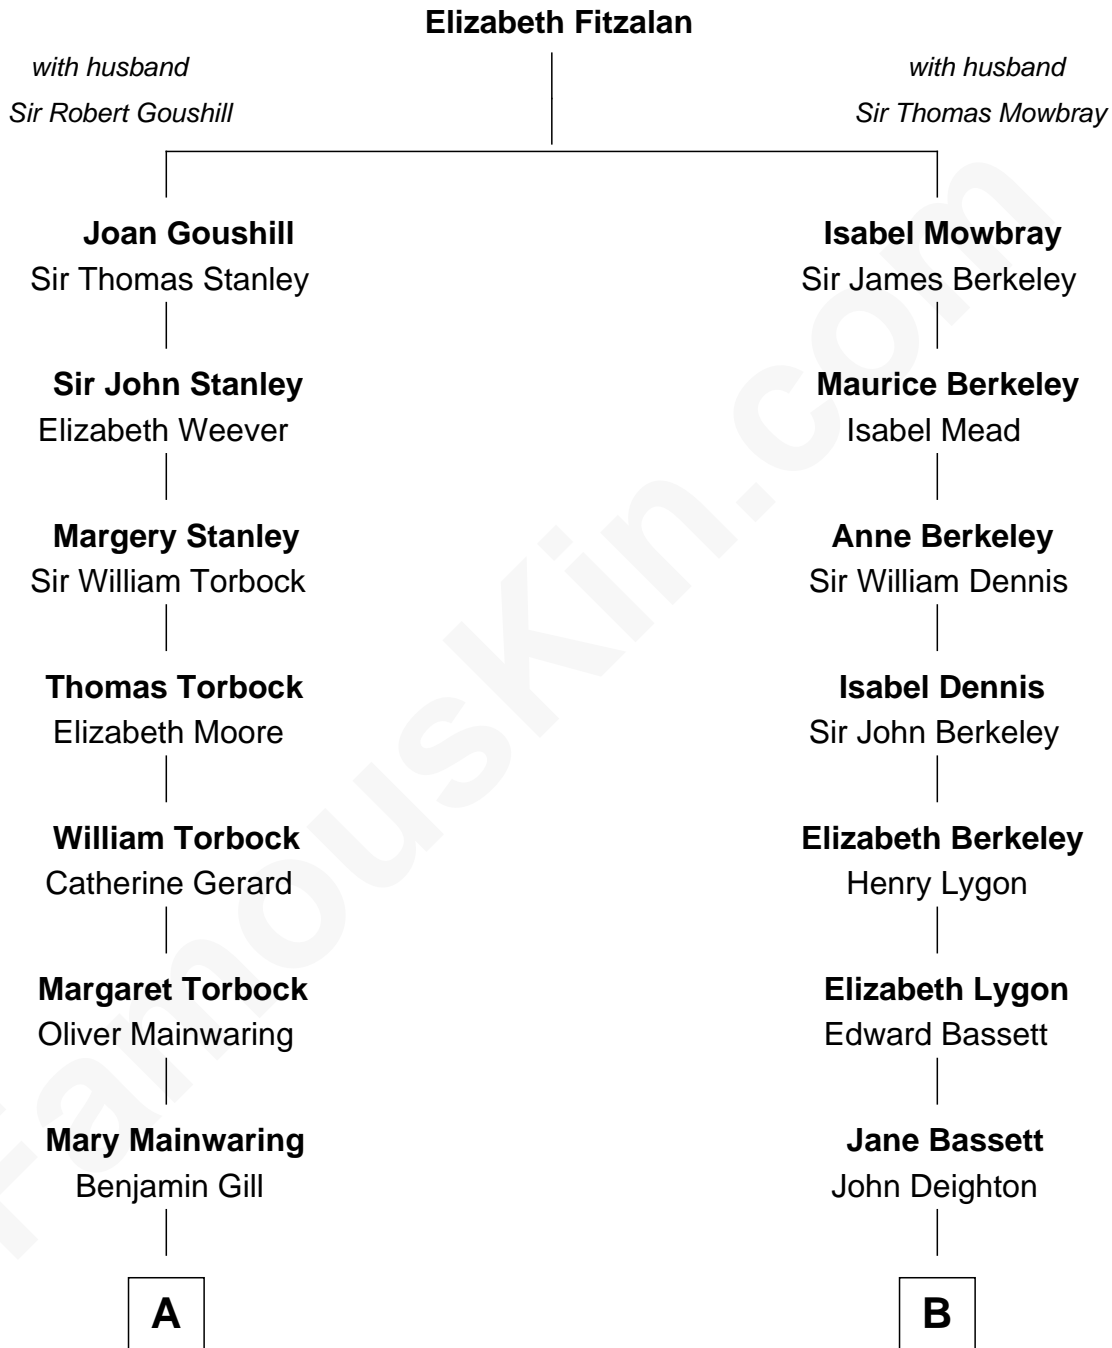 Elizabeth Fitzalan
with husband
Sir Robert Goushill
with husband
Sir Thomas Mowbray
Joan Goushill
Sir Thomas Stanley
Isabel Mowbray
Sir James Berkeley
Sir John Stanley
Elizabeth Weever
Maurice Berkeley
Isabel Mead
Margery Stanley
Sir William Torbock
Anne Berkeley
Sir William Dennis
Thomas Torbock
Elizabeth Moore
Isabel Dennis
Sir John Berkeley
William Torbock
Catherine Gerard
Elizabeth Berkeley
Henry Lygon
Margaret Torbock
Oliver Mainwaring
Elizabeth Lygon
Edward Bassett
Mary Mainwaring
Benjamin Gill
Jane Bassett
John Deighton
A
B
FamousKin.com